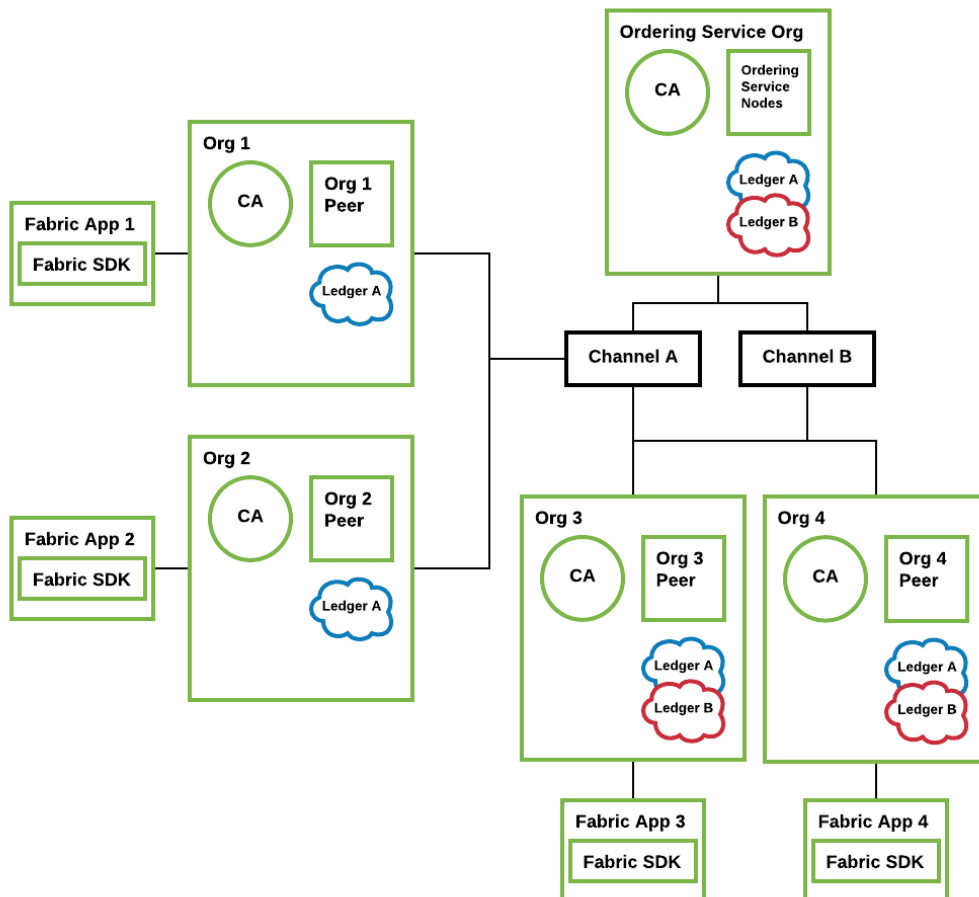 Ordering Service Org
CA
Ordering
Service
Nodes
Ledger A
Ledger B
Org 1
CA
Org 1
Peer
Ledger A
Fabric App 1
Fabric SDK
Channel A
Channel B
Org 2
CA
Org 2
Peer
Ledger A
Fabric App 2
Fabric SDK
Org 3
CA
Org 3
Peer
Ledger A
Ledger B
Org 4
CA
Org 4
Peer
Ledger A
Ledger B
Fabric App 3
Fabric SDK
Fabric App 4
Fabric SDK